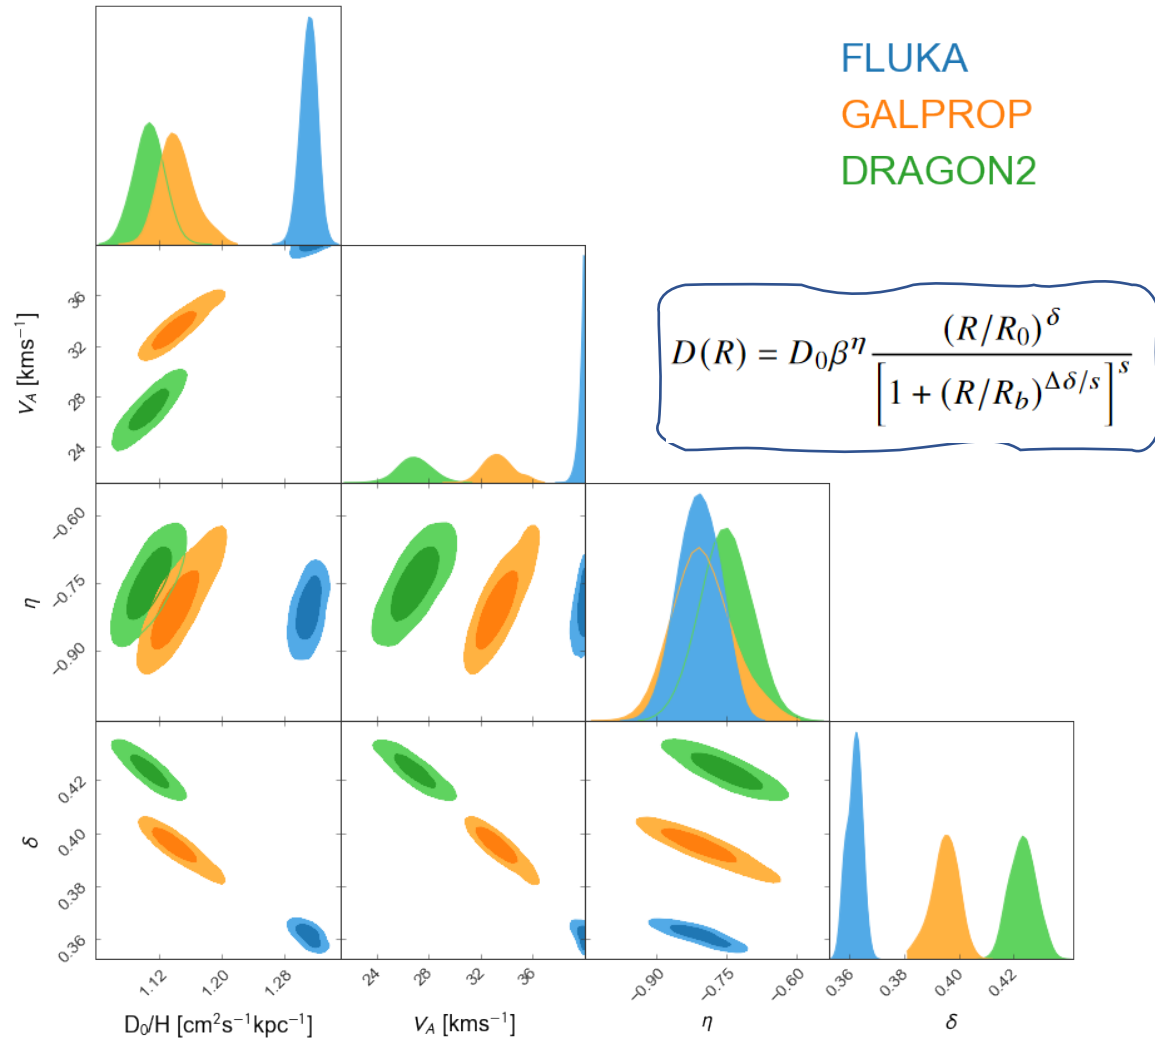 FLUKA
GALPROP
DRAGON2
D(R) = D₀β^η (R/R₀)^δ / [1 + (R/R_b)^{Δδ/s}]^s
V_A [kms⁻¹]
36
32
28
24
η
−0.60
−0.75
−0.90
δ
0.42
0.40
0.38
0.36
1.12 1.20 1.28
24 28 32 36
−0.90 −0.75 −0.60
0.36 0.38 0.40 0.42
D₀/H [cm²s⁻¹kpc⁻¹] V_A [kms⁻¹] η δ